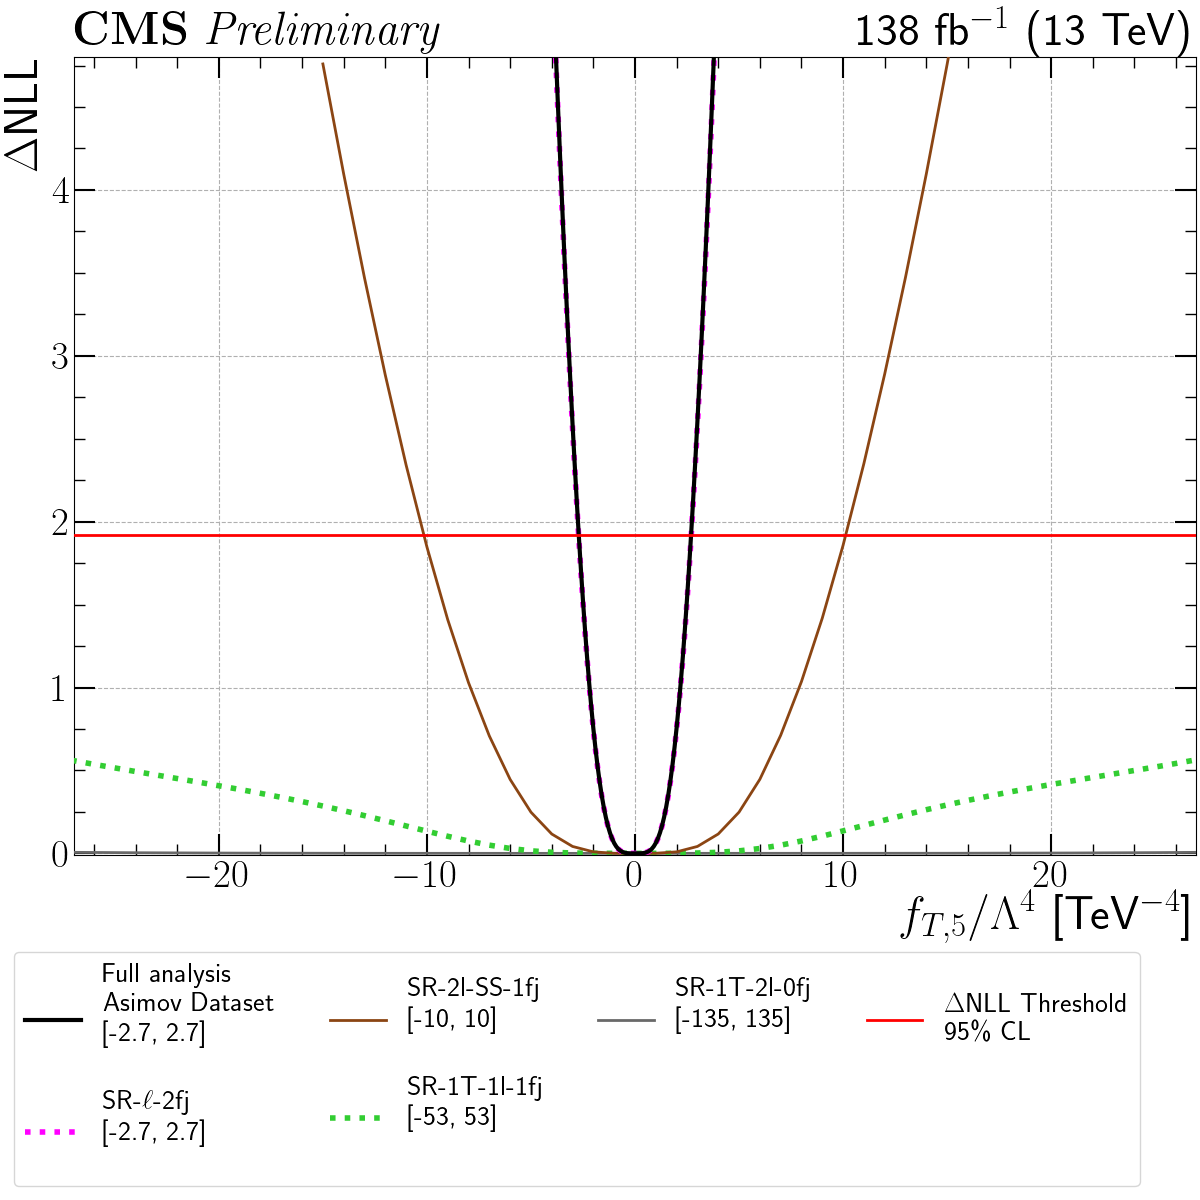 CMS Preliminary 138 fb⁻¹ (13 TeV)
ΔNLL
4
3
2
1
0
−20 −10 0 10 20
f_{T,5}/Λ⁴ [TeV⁻⁴]
Full analysis
Asimov Dataset
[-2.7, 2.7]
SR-ℓ-2fj
[-2.7, 2.7]
SR-2l-SS-1fj
[-10, 10]
SR-1T-1l-1fj
[-53, 53]
SR-1T-2l-0fj
[-135, 135]
ΔNLL Threshold
95% CL